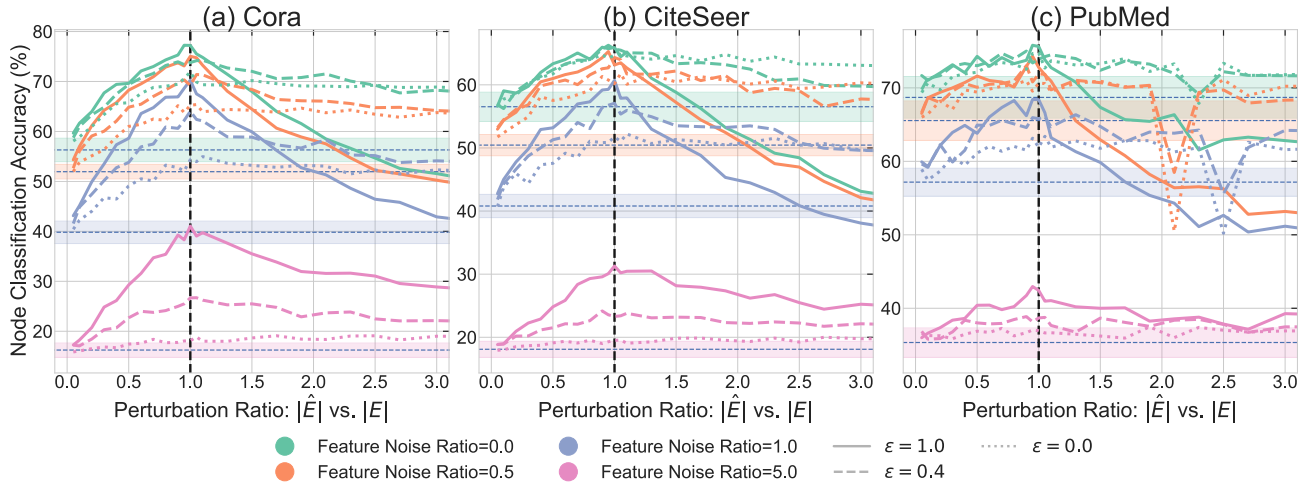 (a) Cora
(b) CiteSeer
(c) PubMed
Node Classification Accuracy (%)
80
70
60
50
40
30
20
0.0 0.5 1.0 1.5 2.0 2.5 3.0
Perturbation Ratio: |Ê| vs. |E|
60
50
40
30
20
0.0 0.5 1.0 1.5 2.0 2.5 3.0
Perturbation Ratio: |Ê| vs. |E|
70
60
50
40
0.0 0.5 1.0 1.5 2.0 2.5 3.0
Perturbation Ratio: |Ê| vs. |E|
Feature Noise Ratio=0.0
Feature Noise Ratio=1.0
ε = 1.0
ε = 0.0
Feature Noise Ratio=0.5
Feature Noise Ratio=5.0
ε = 0.4